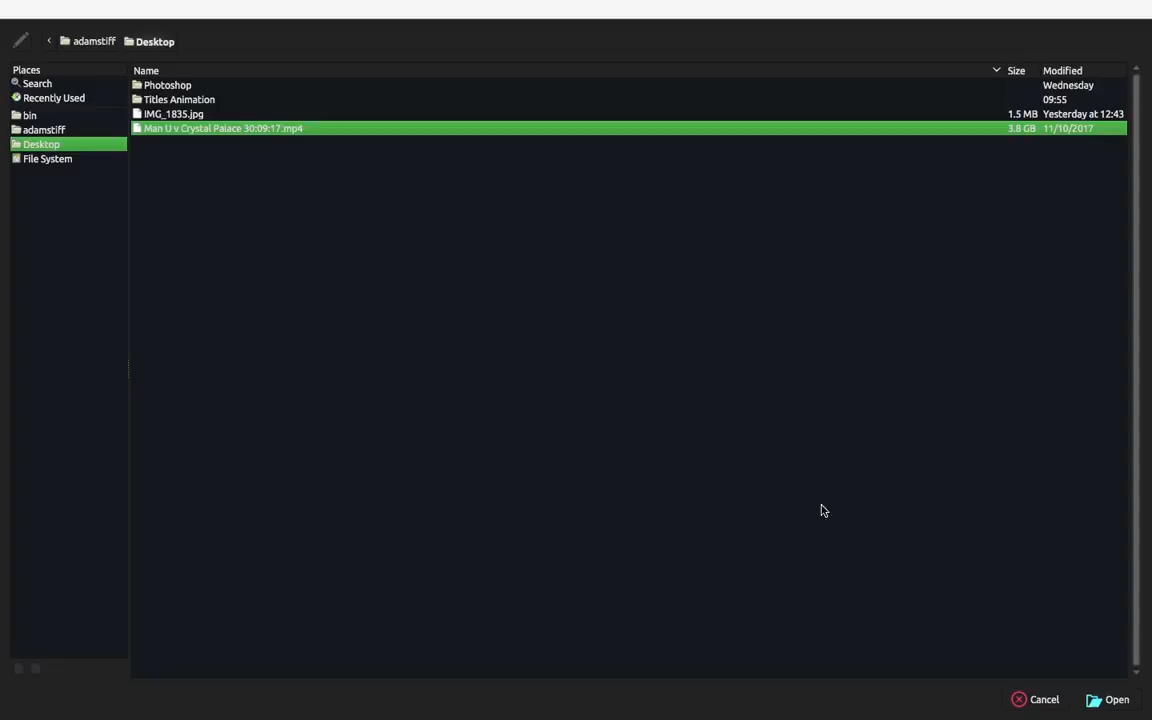 adamstiff Desktop
Places
Search
Recently Used
bin
adamstiff
Desktop
File System
Name Size Modified
Photoshop Wednesday
Titles Animation 09:55
IMG_1835.jpg 1.5 MB Yesterday at 12:43
Man U v Crystal Palace 30:09:17.mp4 3.8 GB 11/10/2017
Cancel Open